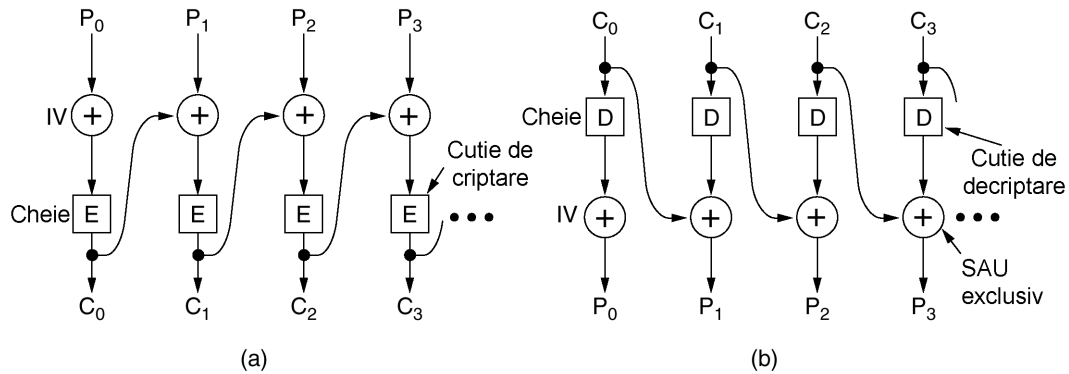 P0 P1 P2 P3
IV + + + +
Cutie de
criptare
Cheie E E E E
C0 C1 C2 C3
(a)
C0 C1 C2 C3
Cheie D D D D
Cutie de
decriptare
IV + + + +
SAU
exclusiv
P0 P1 P2 P3
(b)